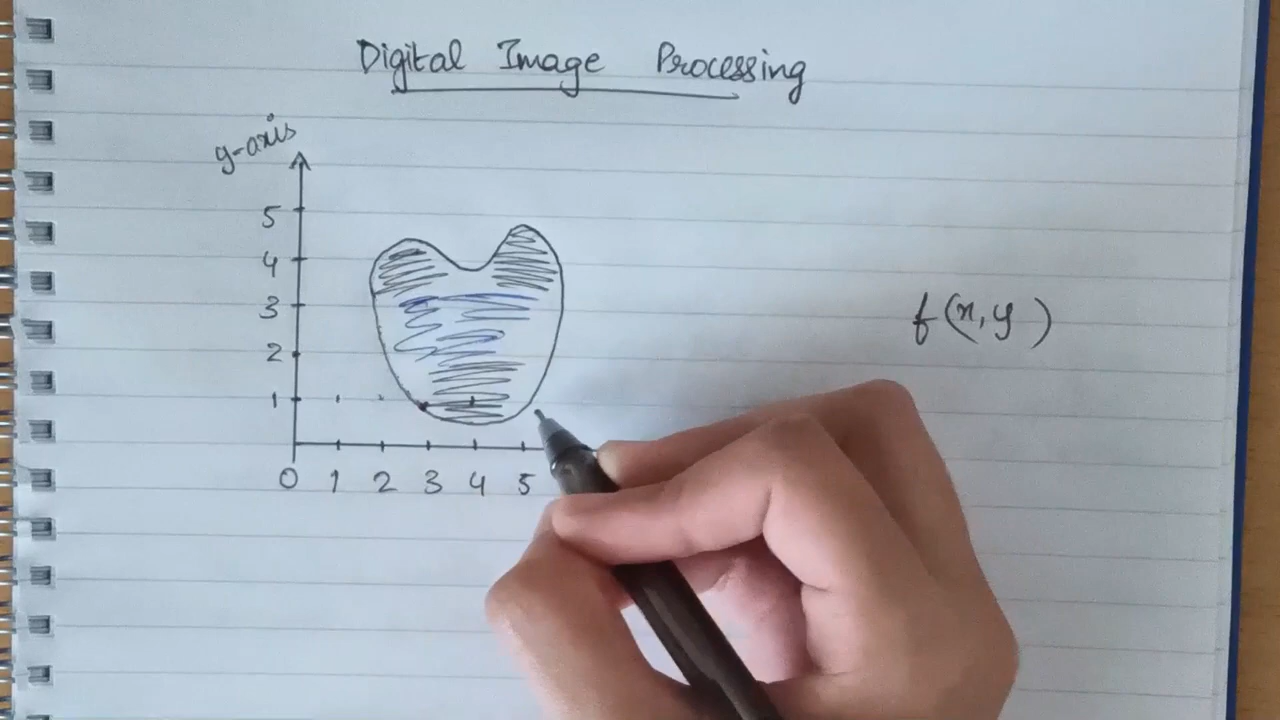 Digital Image Processing
y-axis
5
4
3
f(x, y)
2
1
0 1 2 3 4 5